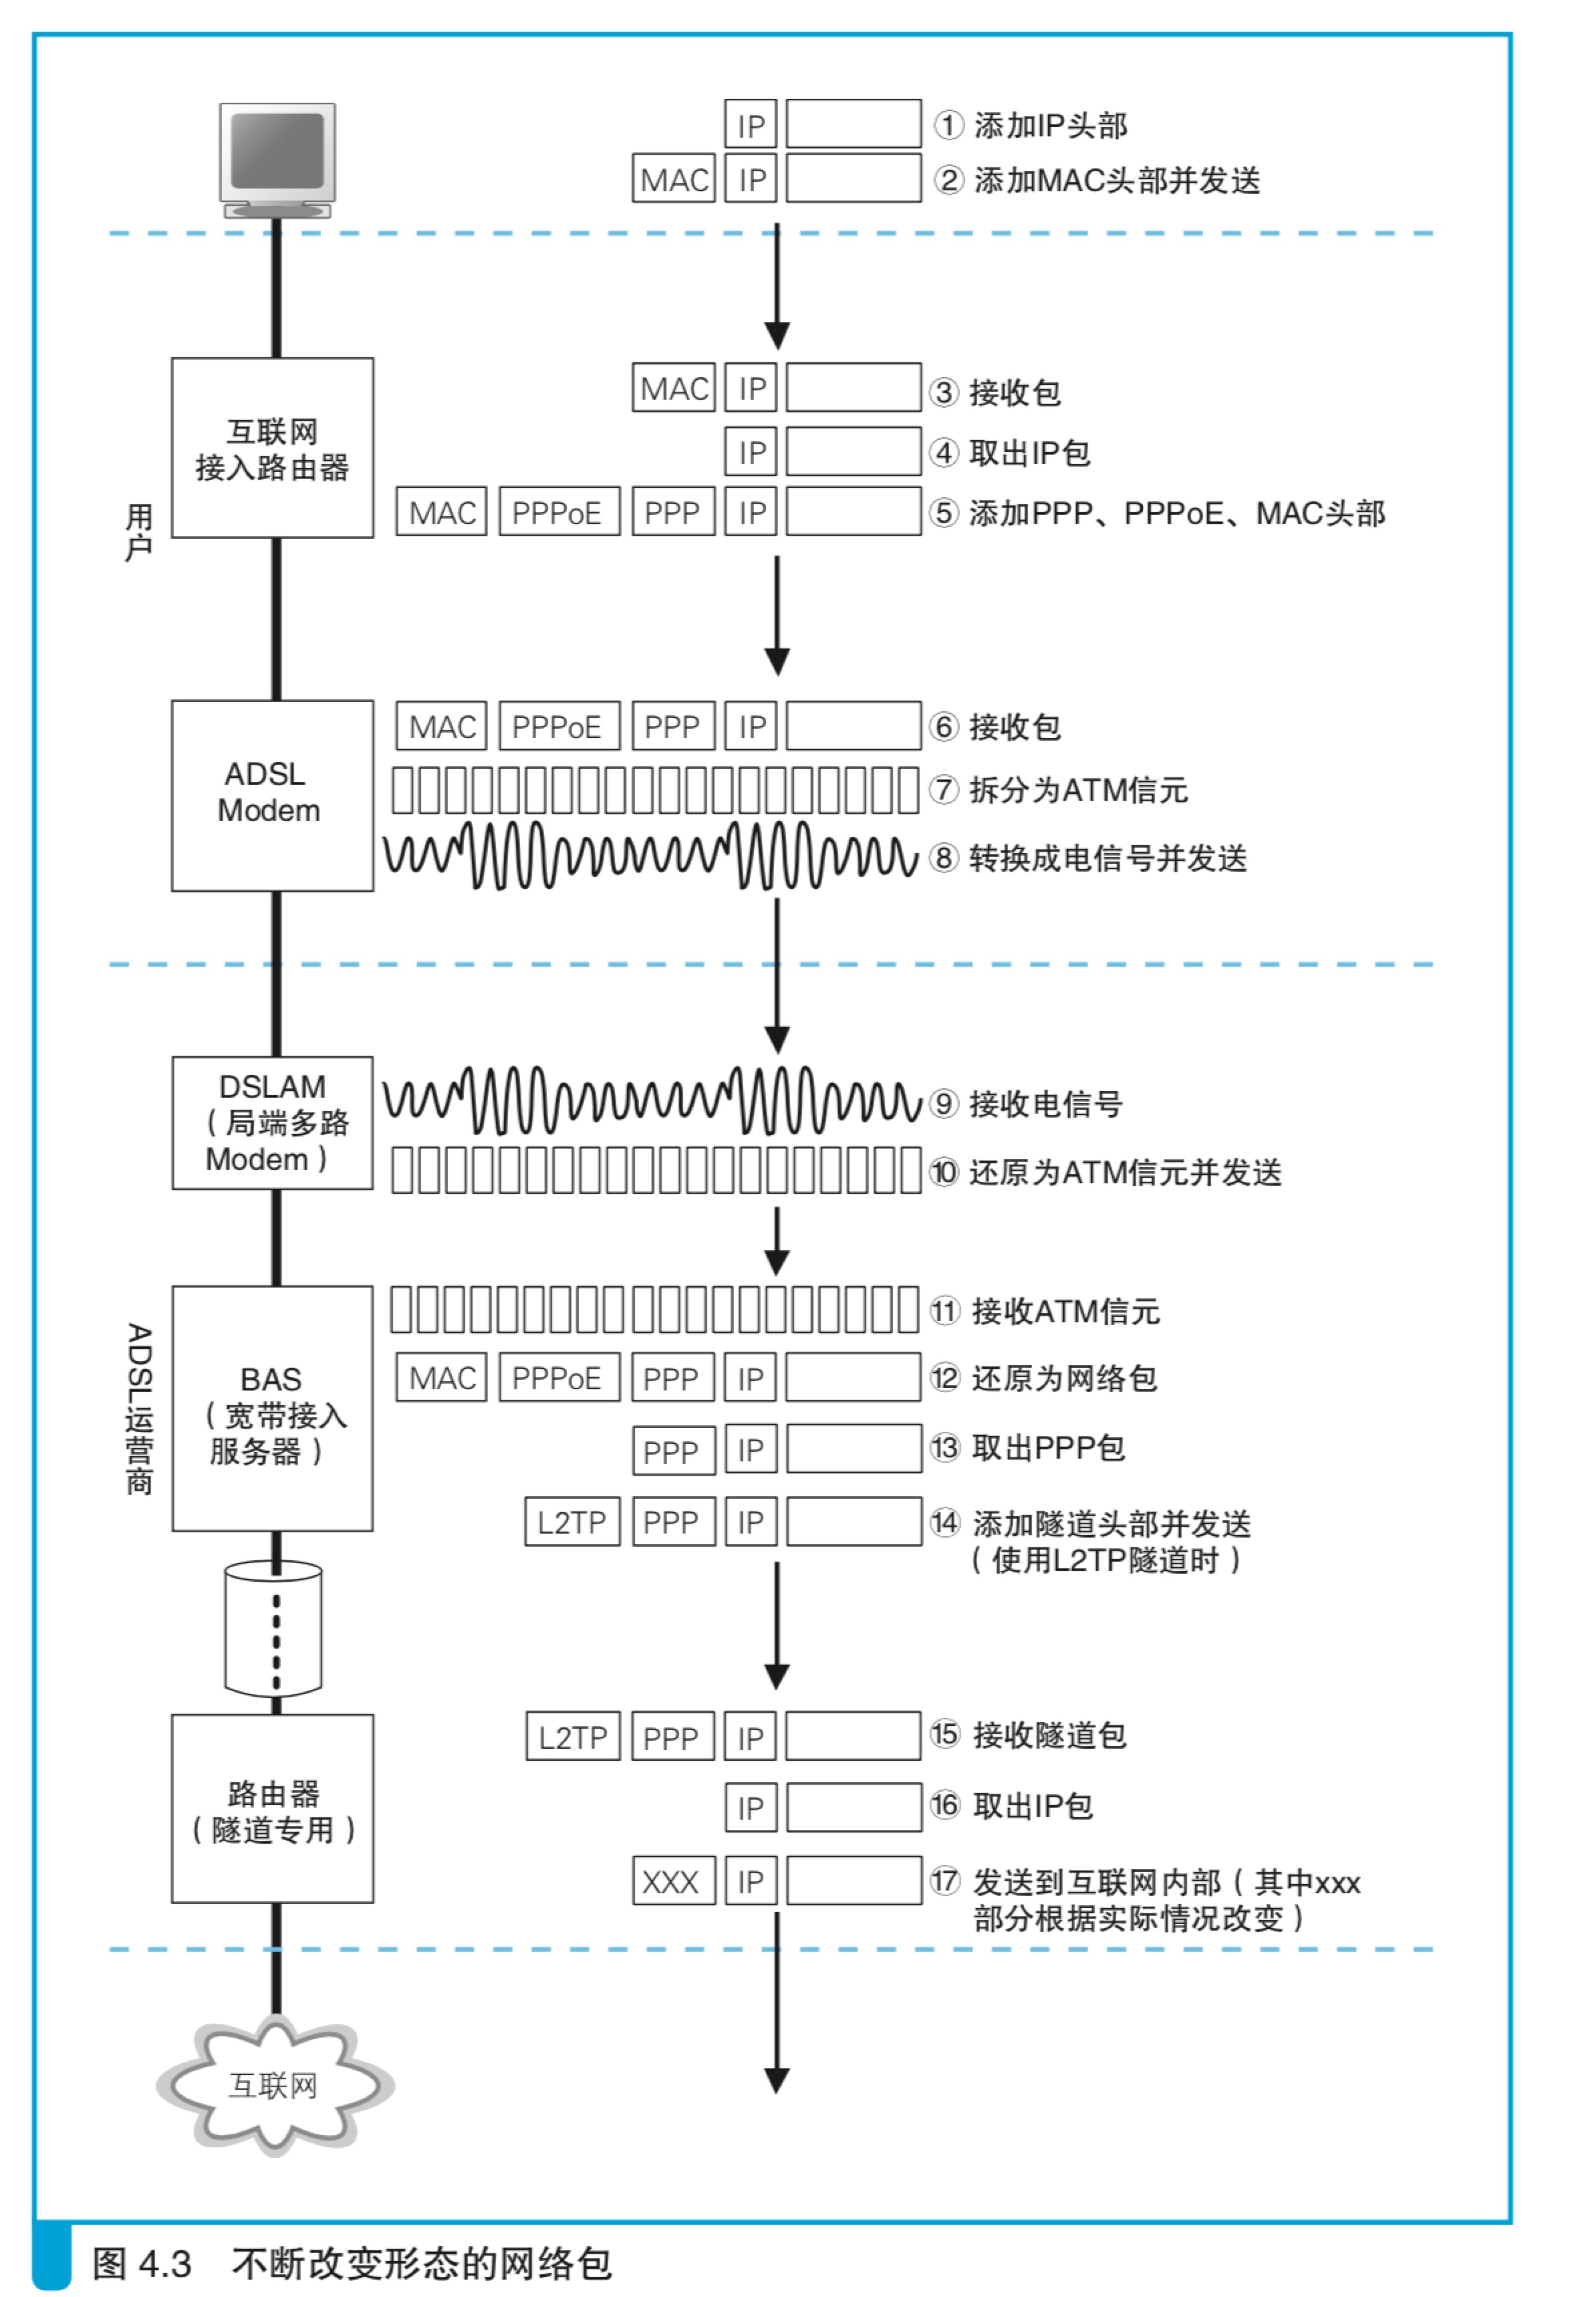 IP ① 添加IP头部
MAC IP ② 添加MAC头部并发送
用户
互联网
接入路由器
MAC IP ③ 接收包
IP ④ 取出IP包
MAC PPPoE PPP IP ⑤ 添加PPP、PPPoE、MAC头部
ADSL
Modem
MAC PPPoE PPP IP ⑥ 接收包
⑦ 拆分为ATM信元
⑧ 转换成电信号并发送
ADSL运营商
DSLAM
（局端多路
Modem）
⑨ 接收电信号
⑩ 还原为ATM信元并发送
BAS
（宽带接入
服务器）
⑪ 接收ATM信元
MAC PPPoE PPP IP ⑫ 还原为网络包
PPP IP ⑬ 取出PPP包
L2TP PPP IP ⑭ 添加隧道头部并发送
（使用L2TP隧道时）
路由器
（隧道专用）
L2TP PPP IP ⑮ 接收隧道包
IP ⑯ 取出IP包
XXX IP ⑰ 发送到互联网内部（其中xxx
部分根据实际情况改变）
互联网
图 4.3 不断改变形态的网络包